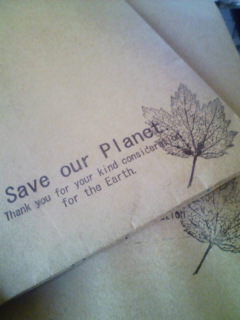 Save our Planet
Thank you for your kind consideration
for the Earth.